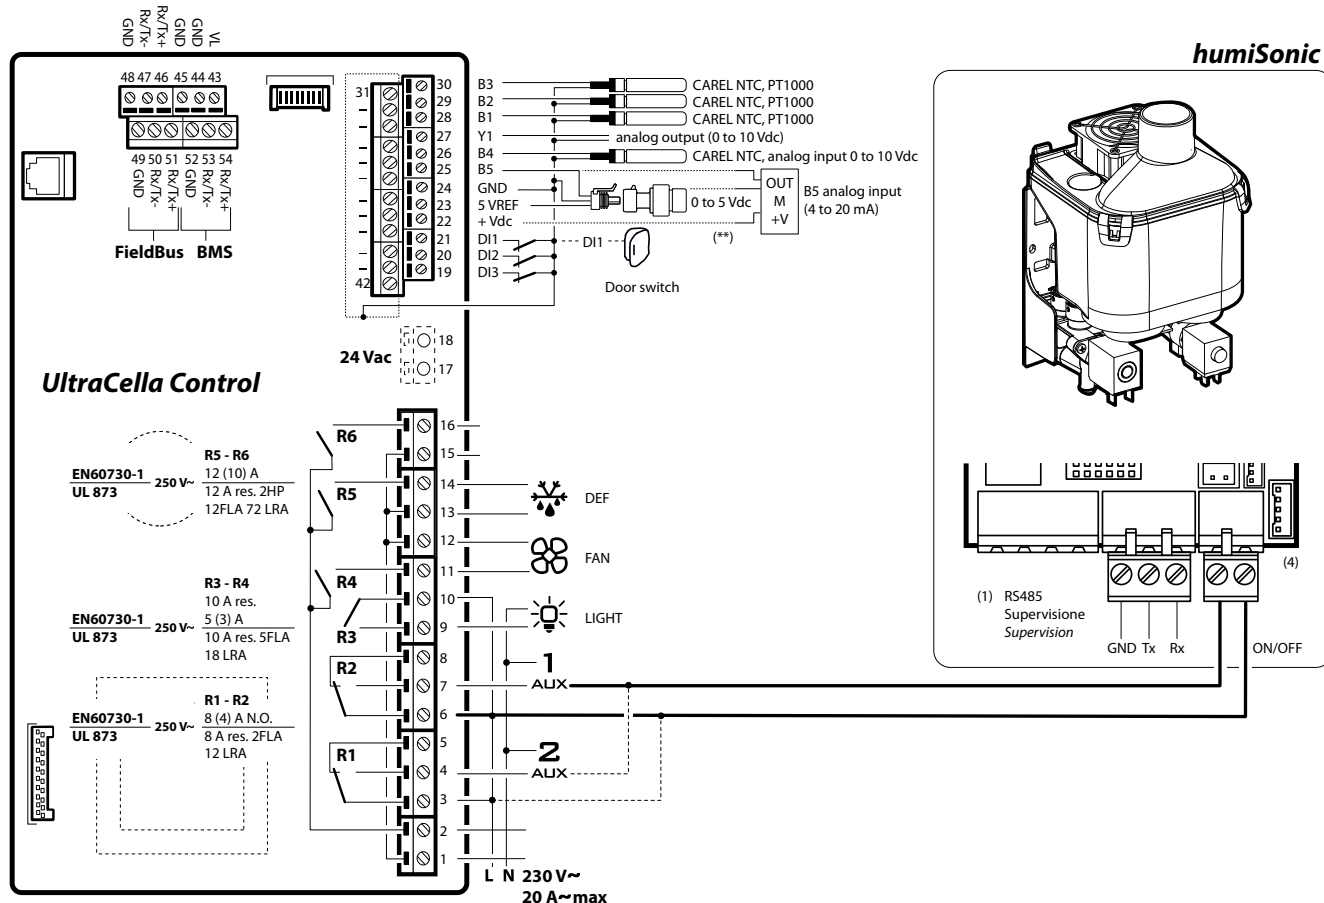 GND
Rx/Tx-
Rx/Tx+
GND
GND
VL
48 47 46 45 44 43
49 50 51 52 53 54
GND
Rx/Tx-
Rx/Tx+
GND
Rx/Tx-
Rx/Tx+
FieldBus BMS
31
42
30 B3 CAREL NTC, PT1000
29 B2 CAREL NTC, PT1000
28 B1 CAREL NTC, PT1000
27 Y1 analog output (0 to 10 Vdc)
26 B4 CAREL NTC, analog input 0 to 10 Vdc
25 B5
24 GND
23 5 VREF 0 to 5 Vdc
22 + Vdc (**)
OUT
M
+V
B5 analog input
(4 to 20 mA)
21 DI1 DI1
20 DI2
19 DI3
Door switch
24 Vac
18
17
UltraCella Control
R5 - R6
EN60730-1
UL 873
250 V~
12 (10) A
12 A res. 2HP
12FLA 72 LRA
R3 - R4
EN60730-1
UL 873
250 V~
10 A res.
5 (3) A
10 A res. 5FLA
18 LRA
R1 - R2
EN60730-1
UL 873
250 V~
8 (4) A N.O.
8 A res. 2FLA
12 LRA
R6
R5
R4
R3
R2
R1
16
15
14
13
12
11
10
9
8
7
6
5
4
3
2
1
DEF
FAN
LIGHT
1
AUX
2
AUX
L N 230 V~
20 A~max
humiSonic
(1) RS485
Supervisione
Supervision
GND Tx Rx
ON/OFF
(4)